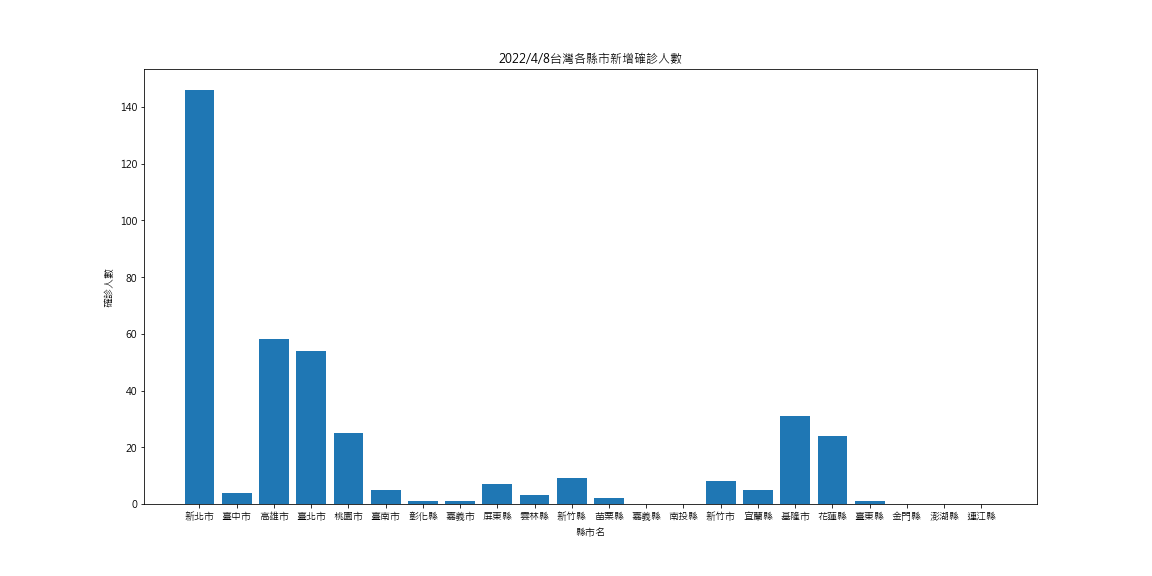 2022/4/8台灣各縣市新增確診人數
確診人數
140
120
100
80
60
40
20
0
新北市 臺中市 高雄市 臺北市 桃園市 臺南市 彰化縣 嘉義市 屏東縣 雲林縣 新竹縣 苗栗縣 嘉義縣 南投縣 新竹市 宜蘭縣 基隆市 花蓮縣 臺東縣 金門縣 澎湖縣 連江縣
縣市名